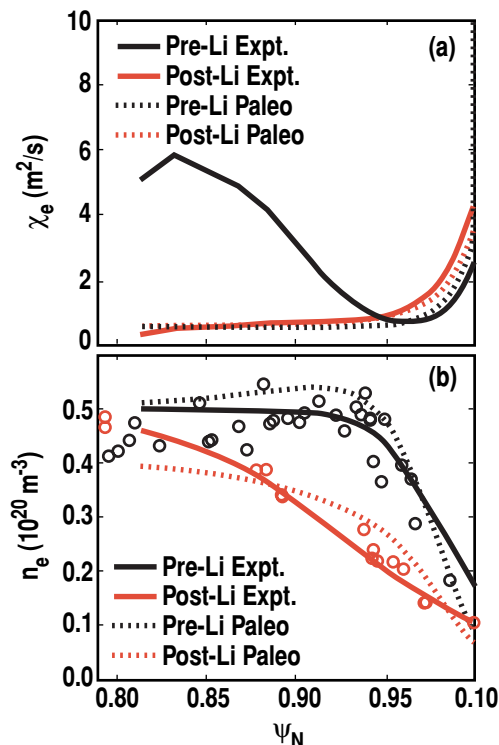 10
8
6
4
2
0
χe (m²/s)
Pre-Li Expt.
Post-Li Expt.
Pre-Li Paleo
Post-Li Paleo
(a)
(b)
0.5
0.4
0.3
0.2
0.1
0.0
ne (10²⁰ m⁻³)
Pre-Li Expt.
Post-Li Expt.
Pre-Li Paleo
Post-Li Paleo
0.80 0.85 0.90 0.95 0.10
ψN